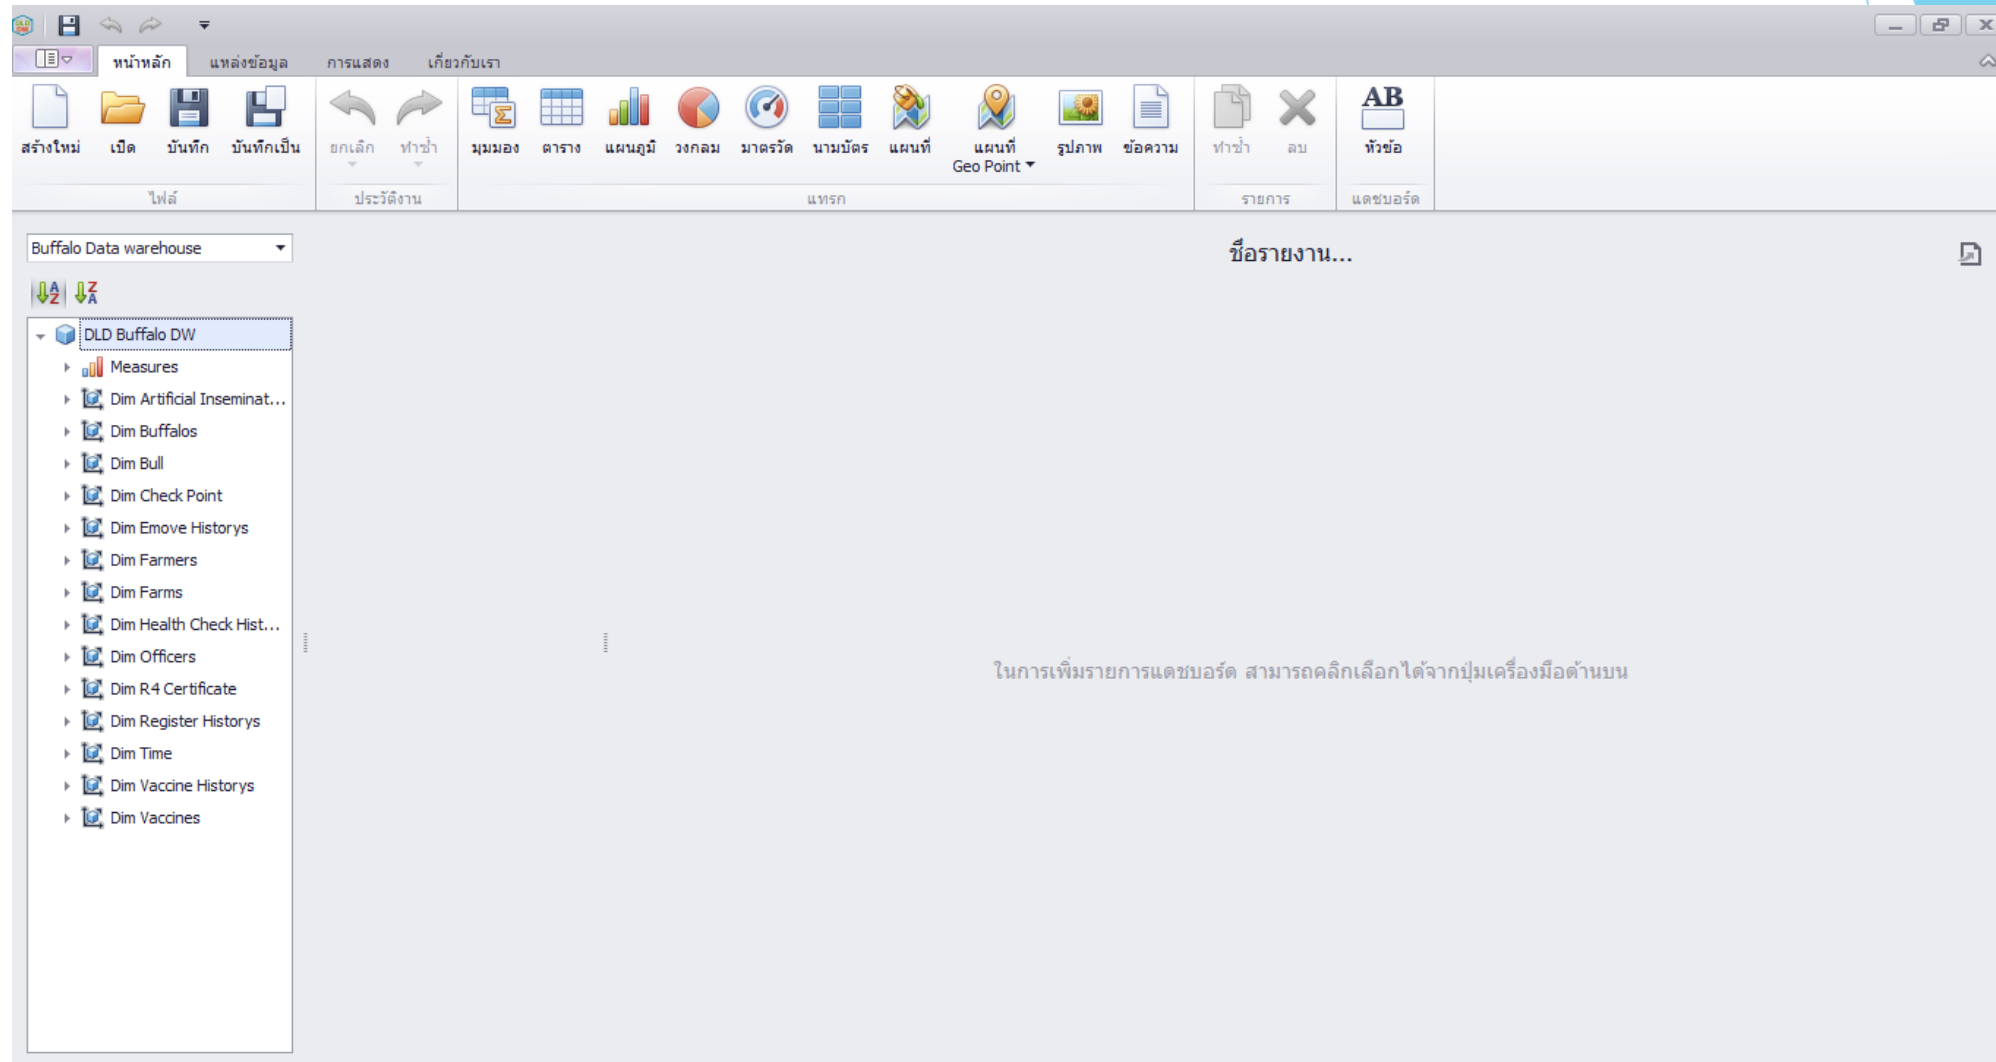 หน้าหลัก แหล่งข้อมูล การแสดง เกี่ยวกับเรา
สร้างใหม่ เปิด บันทึก บันทึกเป็น ยกเลิก ทำซ้ำ มุมมอง ตาราง แผนภูมิ วงกลม มาตรวัด นามบัตร แผนที่ แผนที่ Geo Point รูปภาพ ข้อความ ทำซ้ำ ลบ AB หัวข้อ
ไฟล์ ประวัติงาน แทรก รายการ แดชบอร์ด
Buffalo Data warehouse
ชื่อรายงาน...
A Z Z A
DLD Buffalo DW
Measures
Dim Artificial Inseminat...
Dim Buffalos
Dim Bull
Dim Check Point
Dim Emove Historys
Dim Farmers
Dim Farms
Dim Health Check Hist...
Dim Officers
Dim R4 Certificate
Dim Register Historys
Dim Time
Dim Vaccine Historys
Dim Vaccines
ในการเพิ่มรายการแดชบอร์ด สามารถคลิกเลือกได้จากปุ่มเครื่องมือด้านบน